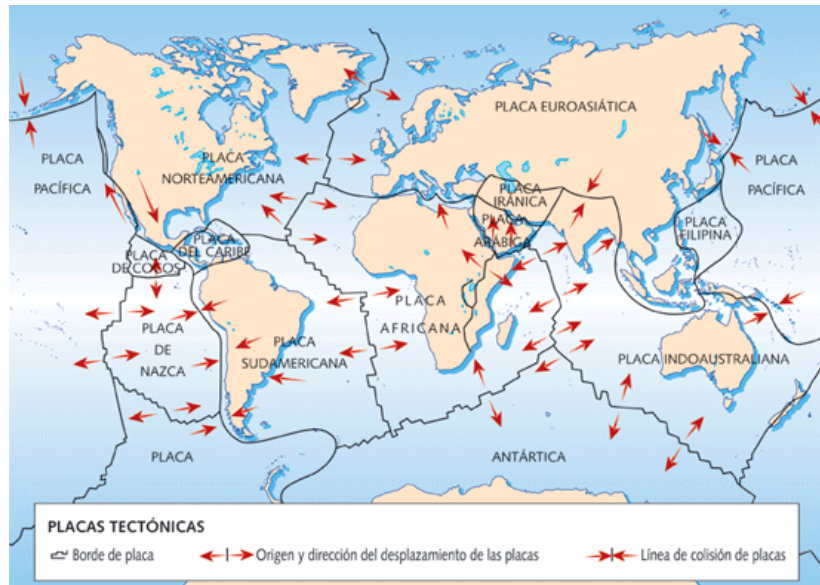 PLACA EUROASIÁTICA
PLACA
PACÍFICA
PLACA
NORTEAMERICANA
PLACA
IRÁNICA
PLACA
PACÍFICA
PLACA
ARÁBIGA
PLACA
FILIPINA
PLACA
DEL CARIBE
PLACA
DE COCOS
PLACA
AFRICANA
PLACA
DE
NAZCA
PLACA
SUDAMERICANA
PLACA INDOAUSTRALIANA
PLACA
ANTÁRTICA
PLACAS TECTÓNICAS
Borde de placa
Origen y dirección del desplazamiento de las placas
Línea de colisión de placas